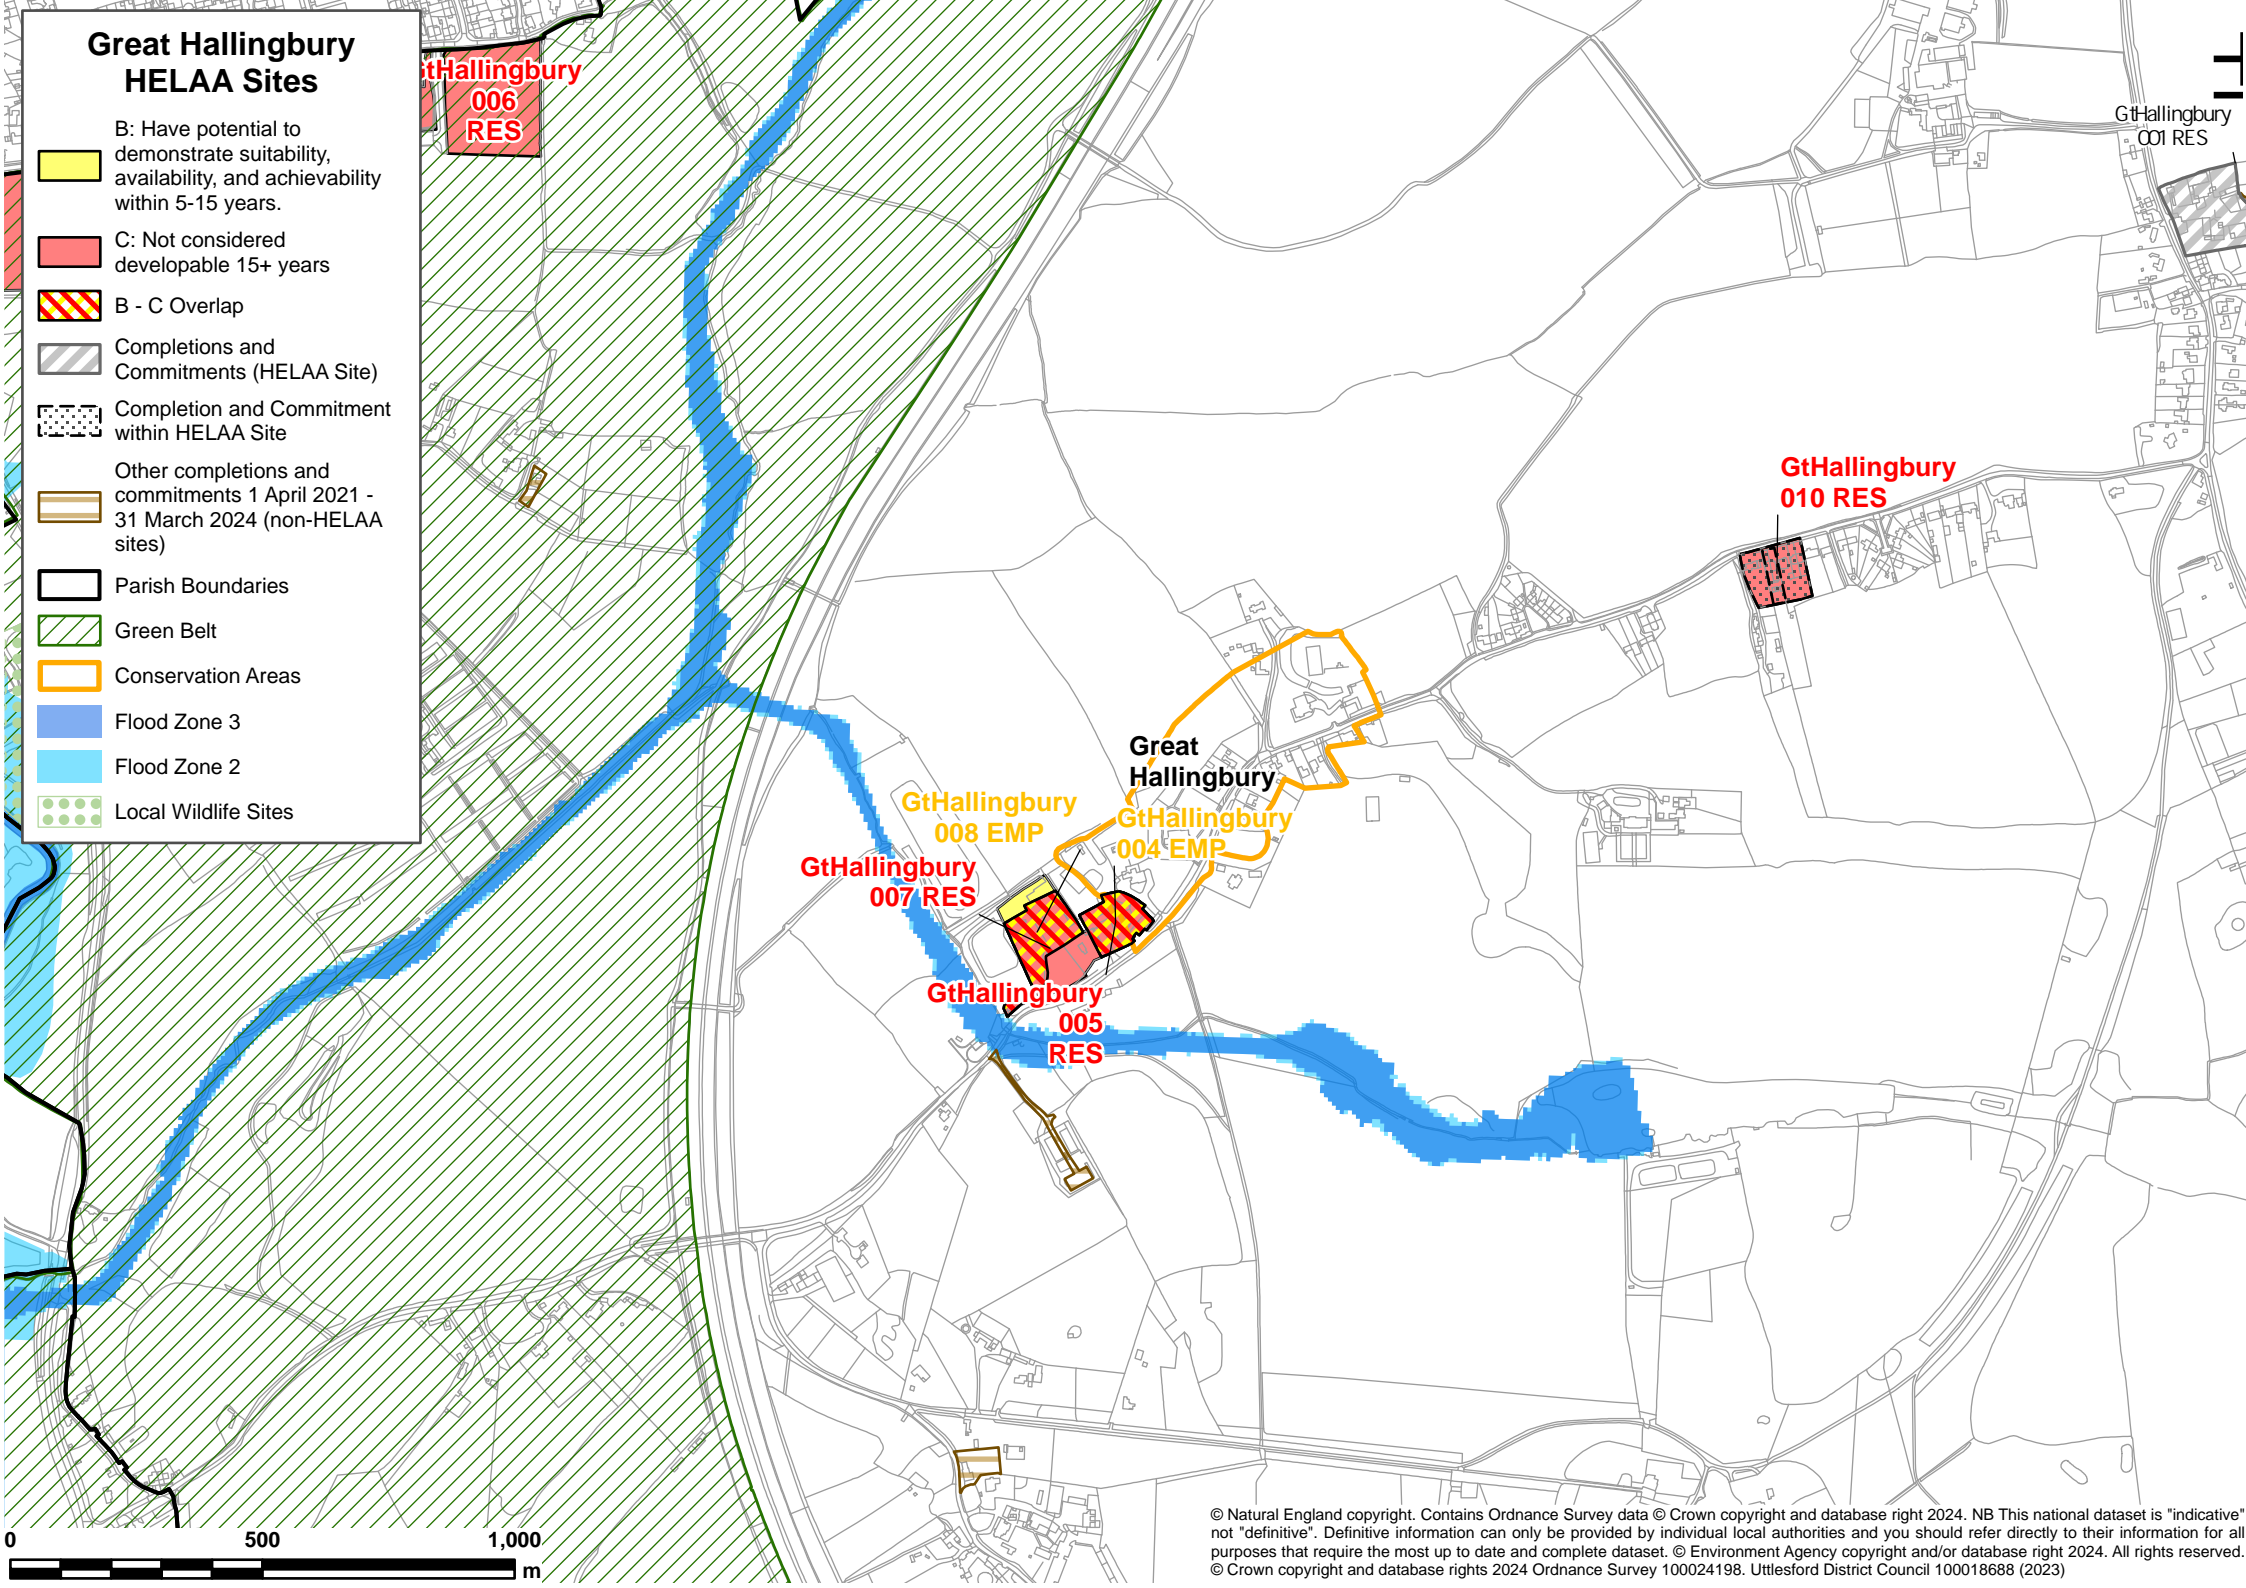 Great Hallingbury
HELAA Sites
B: Have potential to
demonstrate suitability,
availability, and achievability
within 5-15 years.
C: Not considered
developable 15+ years
B - C Overlap
Completions and
Commitments (HELAA Site)
Completion and Commitment
within HELAA Site
Other completions and
commitments 1 April 2021 -
31 March 2024 (non-HELAA
sites)
Parish Boundaries
Green Belt
Conservation Areas
Flood Zone 3
Flood Zone 2
Local Wildlife Sites
GtHallingbury
006
RES
GtHallingbury
001 RES
GtHallingbury
010 RES
Great
Hallingbury
GtHallingbury
008 EMP
GtHallingbury
004 EMP
GtHallingbury
007 RES
GtHallingbury
005
RES
0 500 1,000
m
© Natural England copyright. Contains Ordnance Survey data © Crown copyright and database right 2024. NB This national dataset is "indicative"
not "definitive". Definitive information can only be provided by individual local authorities and you should refer directly to their information for all
purposes that require the most up to date and complete dataset. © Environment Agency copyright and/or database right 2024. All rights reserved.
© Crown copyright and database rights 2024 Ordnance Survey 100024198. Uttlesford District Council 100018688 (2023)